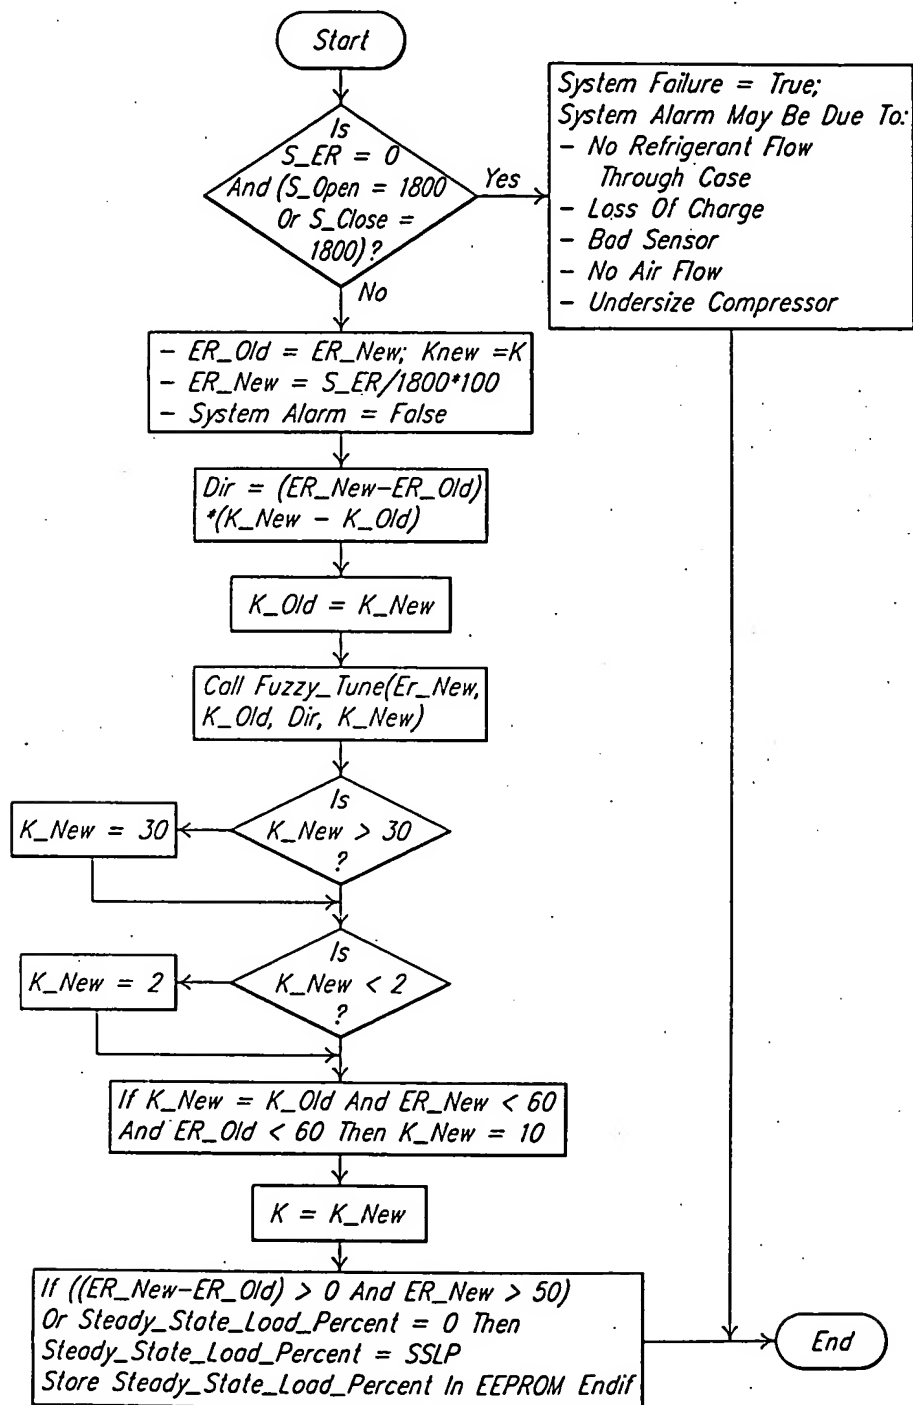 Start
Is
S_ER = 0
And (S_Open = 1800
Or S_Close =
1800)?
Yes
No
System Failure = True;
System Alarm May Be Due To:
- No Refrigerant Flow
Through Case
- Loss Of Charge
- Bad Sensor
- No Air Flow
- Undersize Compressor
- ER_Old = ER_New; Knew =K
- ER_New = S_ER/1800*100
- System Alarm = False
Dir = (ER_New-ER_Old)
*(K_New - K_Old)
K_Old = K_New
Call Fuzzy_Tune(Er_New,
K_Old, Dir, K_New)
Is
K_New > 30
?
K_New = 30
Is
K_New < 2
?
K_New = 2
If K_New = K_Old And ER_New < 60
And ER_Old < 60 Then K_New = 10
K = K_New
If ((ER_New-ER_Old) > 0 And ER_New > 50)
Or Steady_State_Load_Percent = 0 Then
Steady_State_Load_Percent = SSLP
Store Steady_State_Load_Percent In EEPROM Endif
End